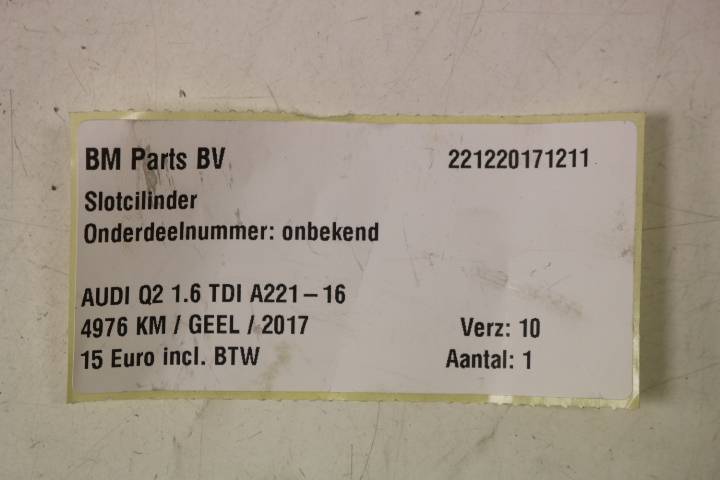 BM Parts BV 221220171211
Slotcilinder
Onderdeelnummer: onbekend
AUDI Q2 1.6 TDI A221-16
4976 KM / GEEL / 2017 Verz: 10
15 Euro incl. BTW Aantal: 1